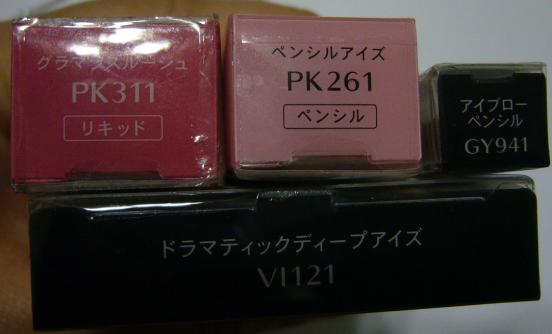 グラマラスルージュ
PK311
リキッド
ペンシルアイズ
PK261
ペンシル
アイブロー
ペンシル
GY941
ドラマティックディープアイズ
VI121